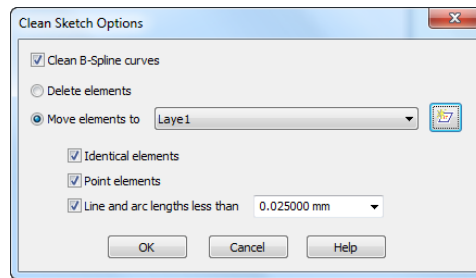 Clean Sketch Options
Clean B-Spline curves
Delete elements
Move elements to Laye1
Identical elements
Point elements
Line and arc lengths less than 0.025000 mm
OK Cancel Help